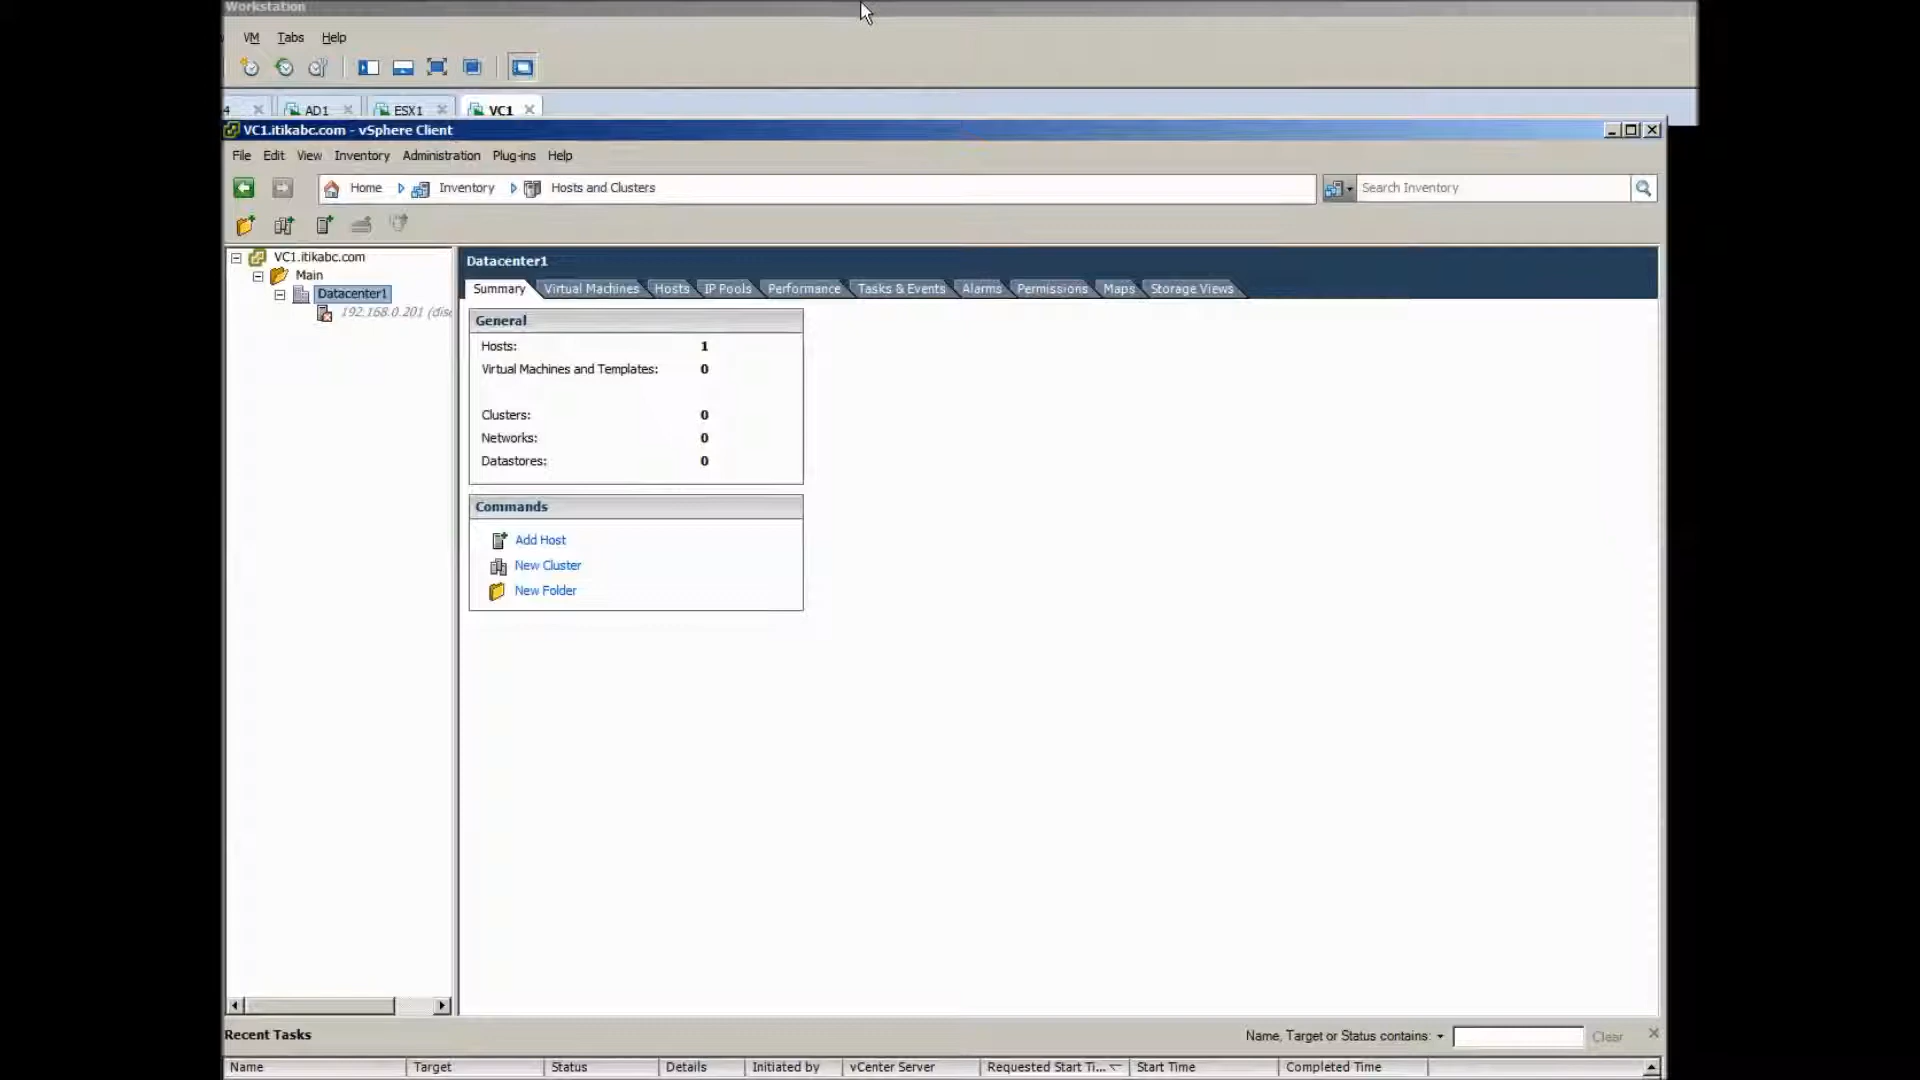 Workstation
VM Tabs Help
4 AD1 ESX1 VC1
VC1.itikabc.com - vSphere Client
File Edit View Inventory Administration Plug-ins Help
Home Inventory Hosts and Clusters
Search Inventory
VC1.itikabc.com
Main
Datacenter1
192.168.0.201 (disc
Datacenter1
Summary Virtual Machines Hosts IP Pools Performance Tasks & Events Alarms Permissions Maps Storage Views
General
Hosts: 1
Virtual Machines and Templates: 0
Clusters: 0
Networks: 0
Datastores: 0
Commands
Add Host
New Cluster
New Folder
Recent Tasks
Name, Target or Status contains: Clear
Name Target Status Details Initiated by vCenter Server Requested Start Ti... Start Time Completed Time